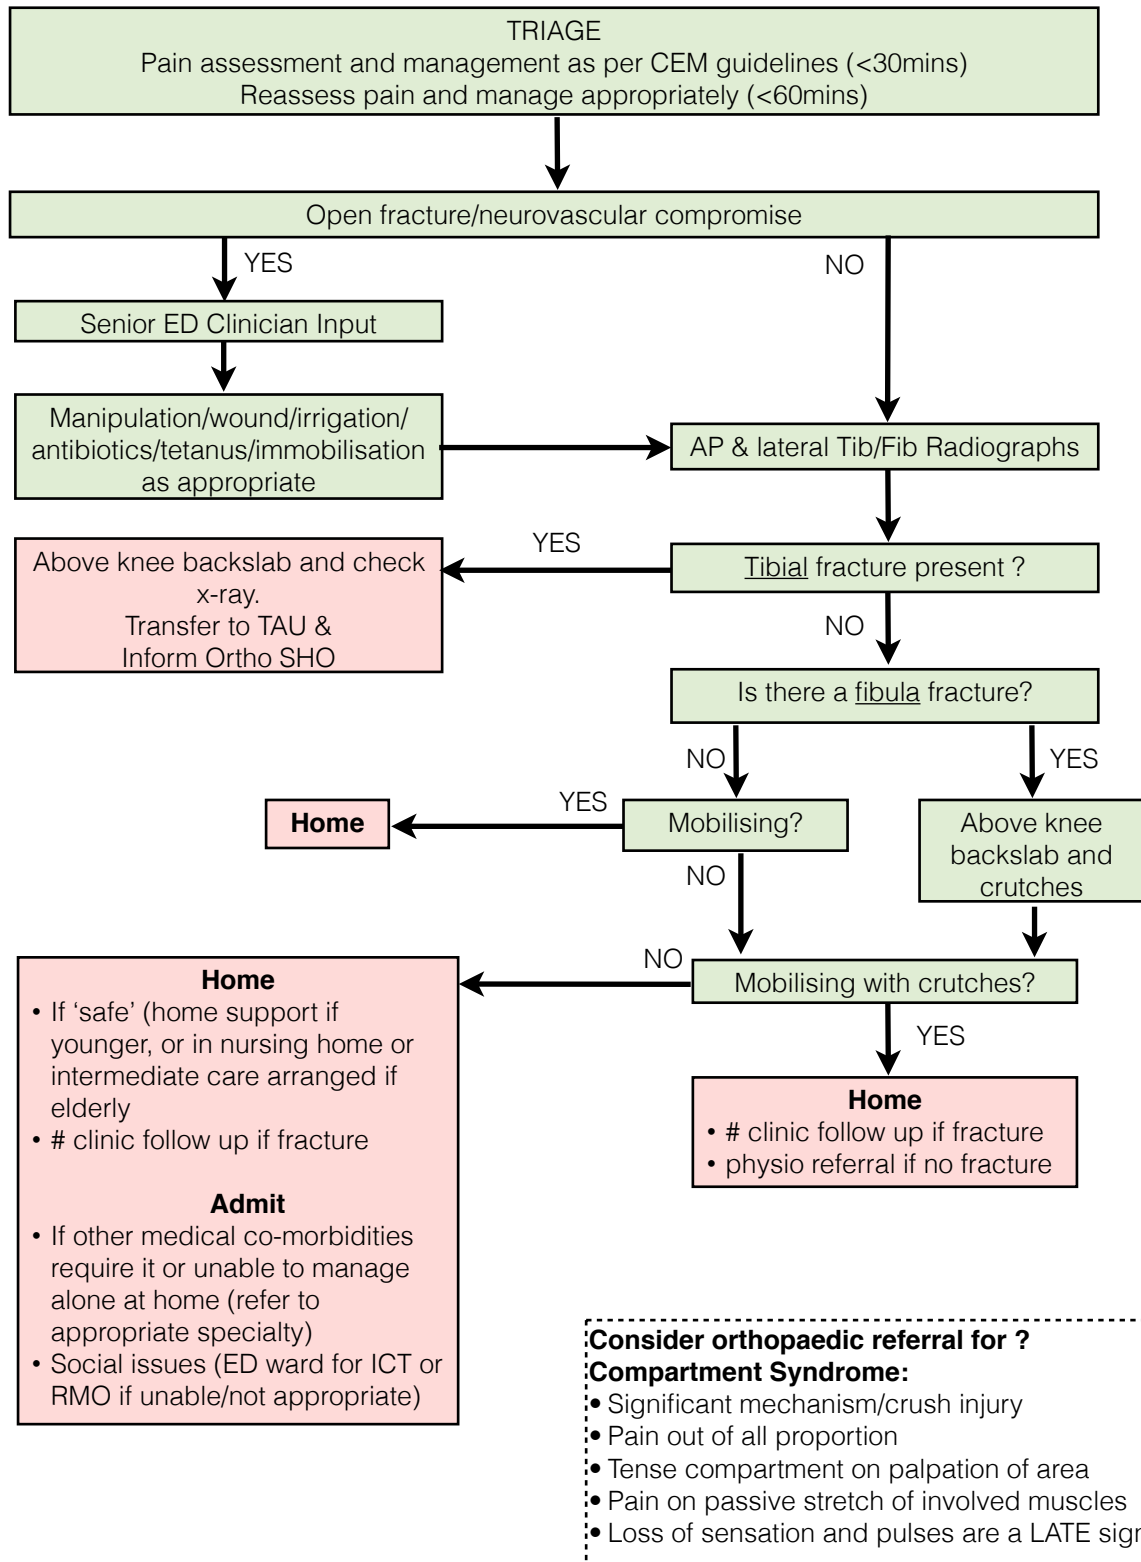 TRIAGE
Pain assessment and management as per CEM guidelines (<30mins)
Reassess pain and manage appropriately (<60mins)
Open fracture/neurovascular compromise
YES
NO
Senior ED Clinician Input
Manipulation/wound/irrigation/
antibiotics/tetanus/immobilisation
as appropriate
AP & lateral Tib/Fib Radiographs
YES
Above knee backslab and check
x-ray.
Transfer to TAU &
Inform Ortho SHO
Tibial fracture present ?
NO
Is there a fibula fracture?
NO
YES
YES
Home
Mobilising?
Above knee
backslab and
crutches
NO
NO
Mobilising with crutches?
YES
Home
• If ‘safe’ (home support if
younger, or in nursing home or
intermediate care arranged if
elderly
• # clinic follow up if fracture
Admit
• If other medical co-morbidities
require it or unable to manage
alone at home (refer to
appropriate specialty)
• Social issues (ED ward for ICT or
RMO if unable/not appropriate)
Home
• # clinic follow up if fracture
• physio referral if no fracture
Consider orthopaedic referral for ?
Compartment Syndrome:
• Significant mechanism/crush injury
• Pain out of all proportion
• Tense compartment on palpation of area
• Pain on passive stretch of involved muscles
• Loss of sensation and pulses are a LATE sign